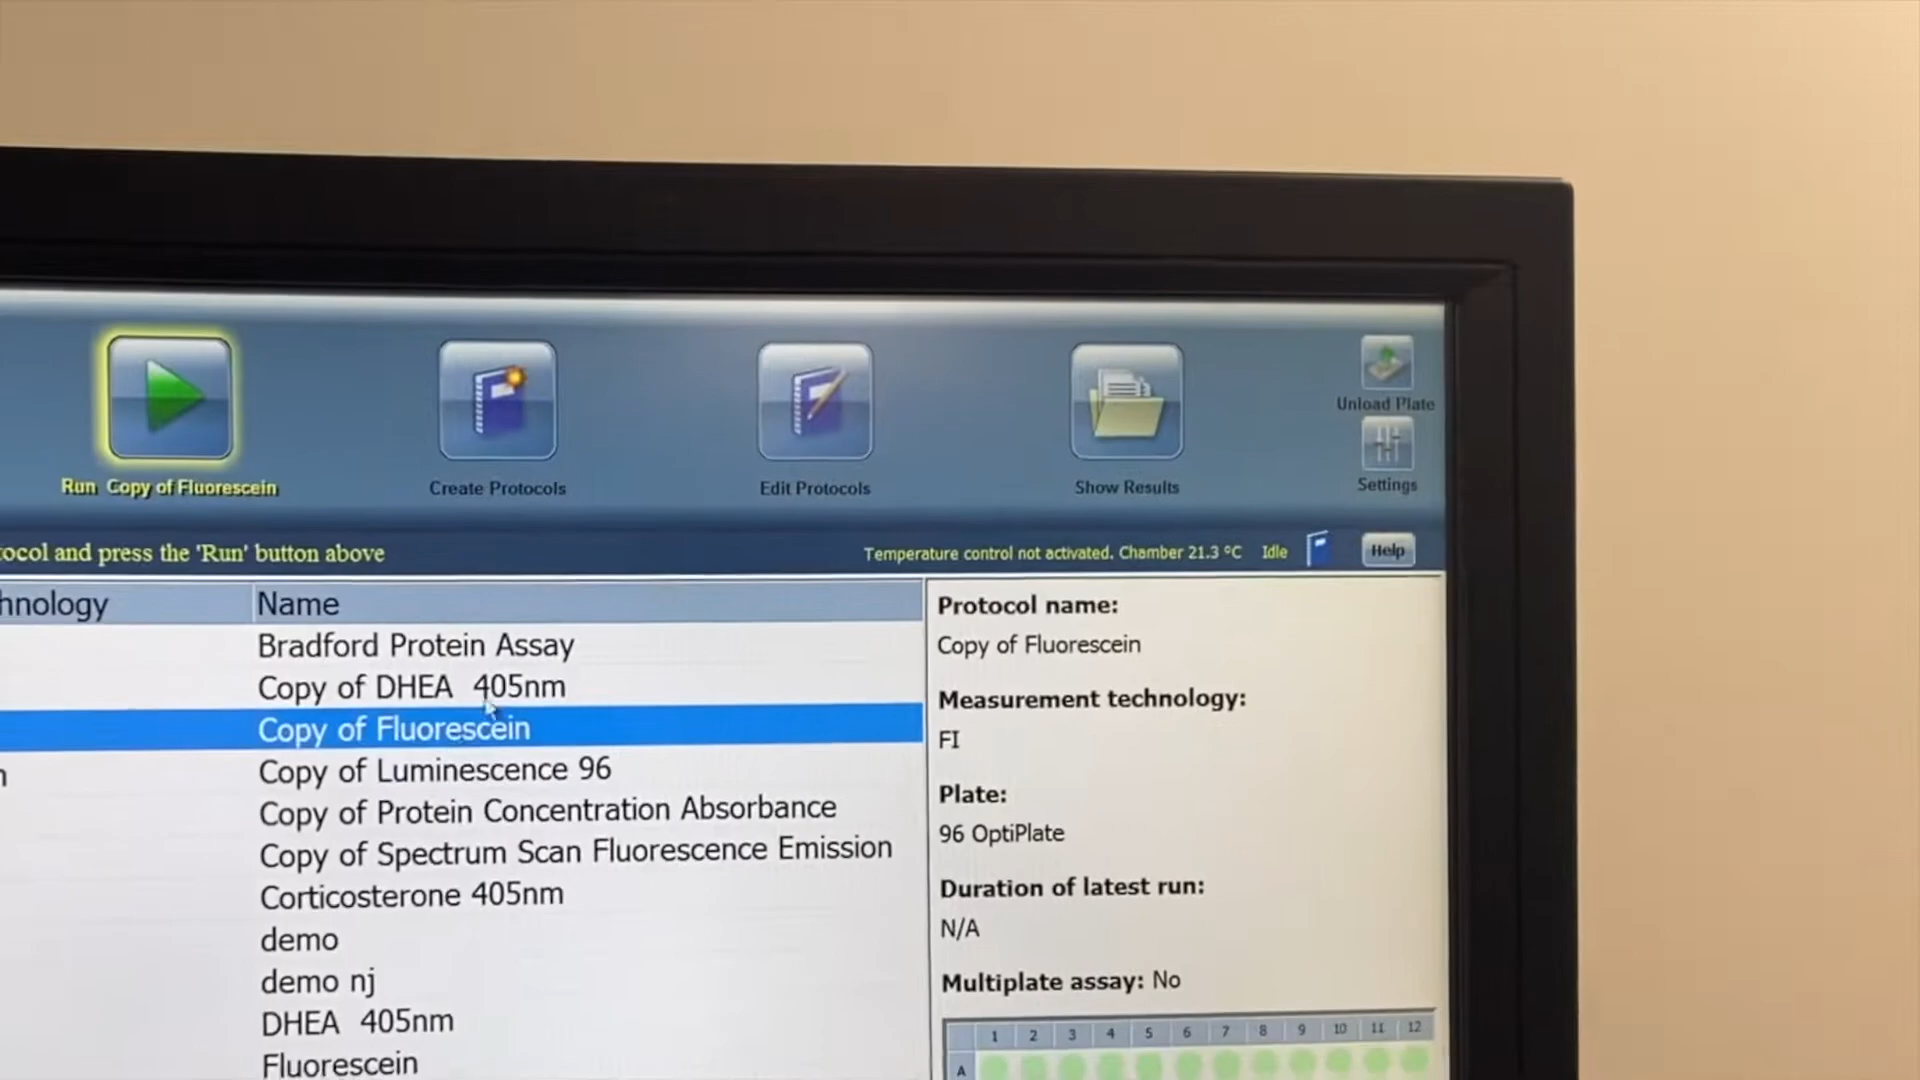 Unload Plate
Run Copy of Fluorescein
Create Protocols
Edit Protocols
Show Results
Settings
ocol and press the 'Run' button above
Temperature control not activated. Chamber 21.3 °C Idle
Help
hnology
Name
Bradford Protein Assay
Copy of DHEA 405nm
Copy of Fluorescein
Copy of Luminescence 96
n
Copy of Protein Concentration Absorbance
Copy of Spectrum Scan Fluorescence Emission
Corticosterone 405nm
demo
demo nj
DHEA 405nm
Fluorescein
Protocol name:
Copy of Fluorescein
Measurement technology:
FI
Plate:
96 OptiPlate
Duration of latest run:
N/A
Multiplate assay: No
1 2 3 4 5 6 7 8 9 10 11 12
A